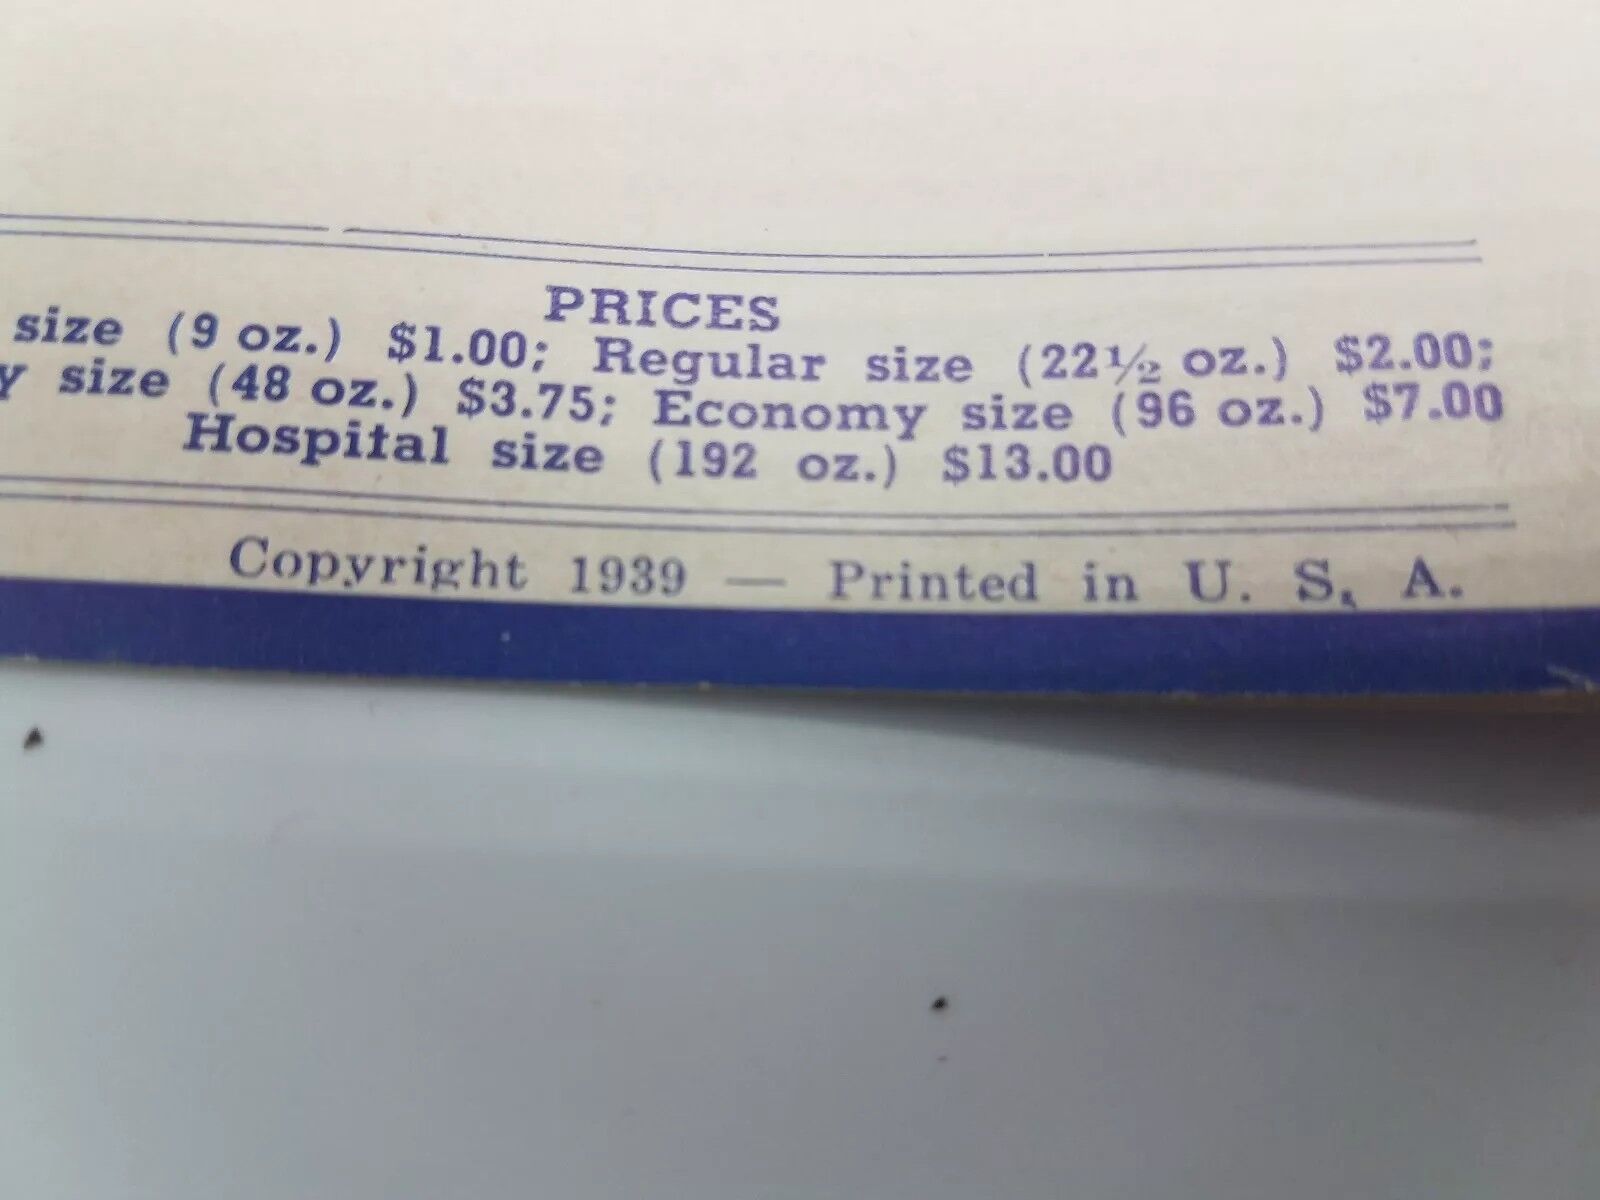 PRICES
size (9 oz.) $1.00; Regular size (22½ oz.) $2.00;
y size (48 oz.) $3.75; Economy size (96 oz.) $7.00
Hospital size (192 oz.) $13.00
Copyright 1939 — Printed in U. S. A.